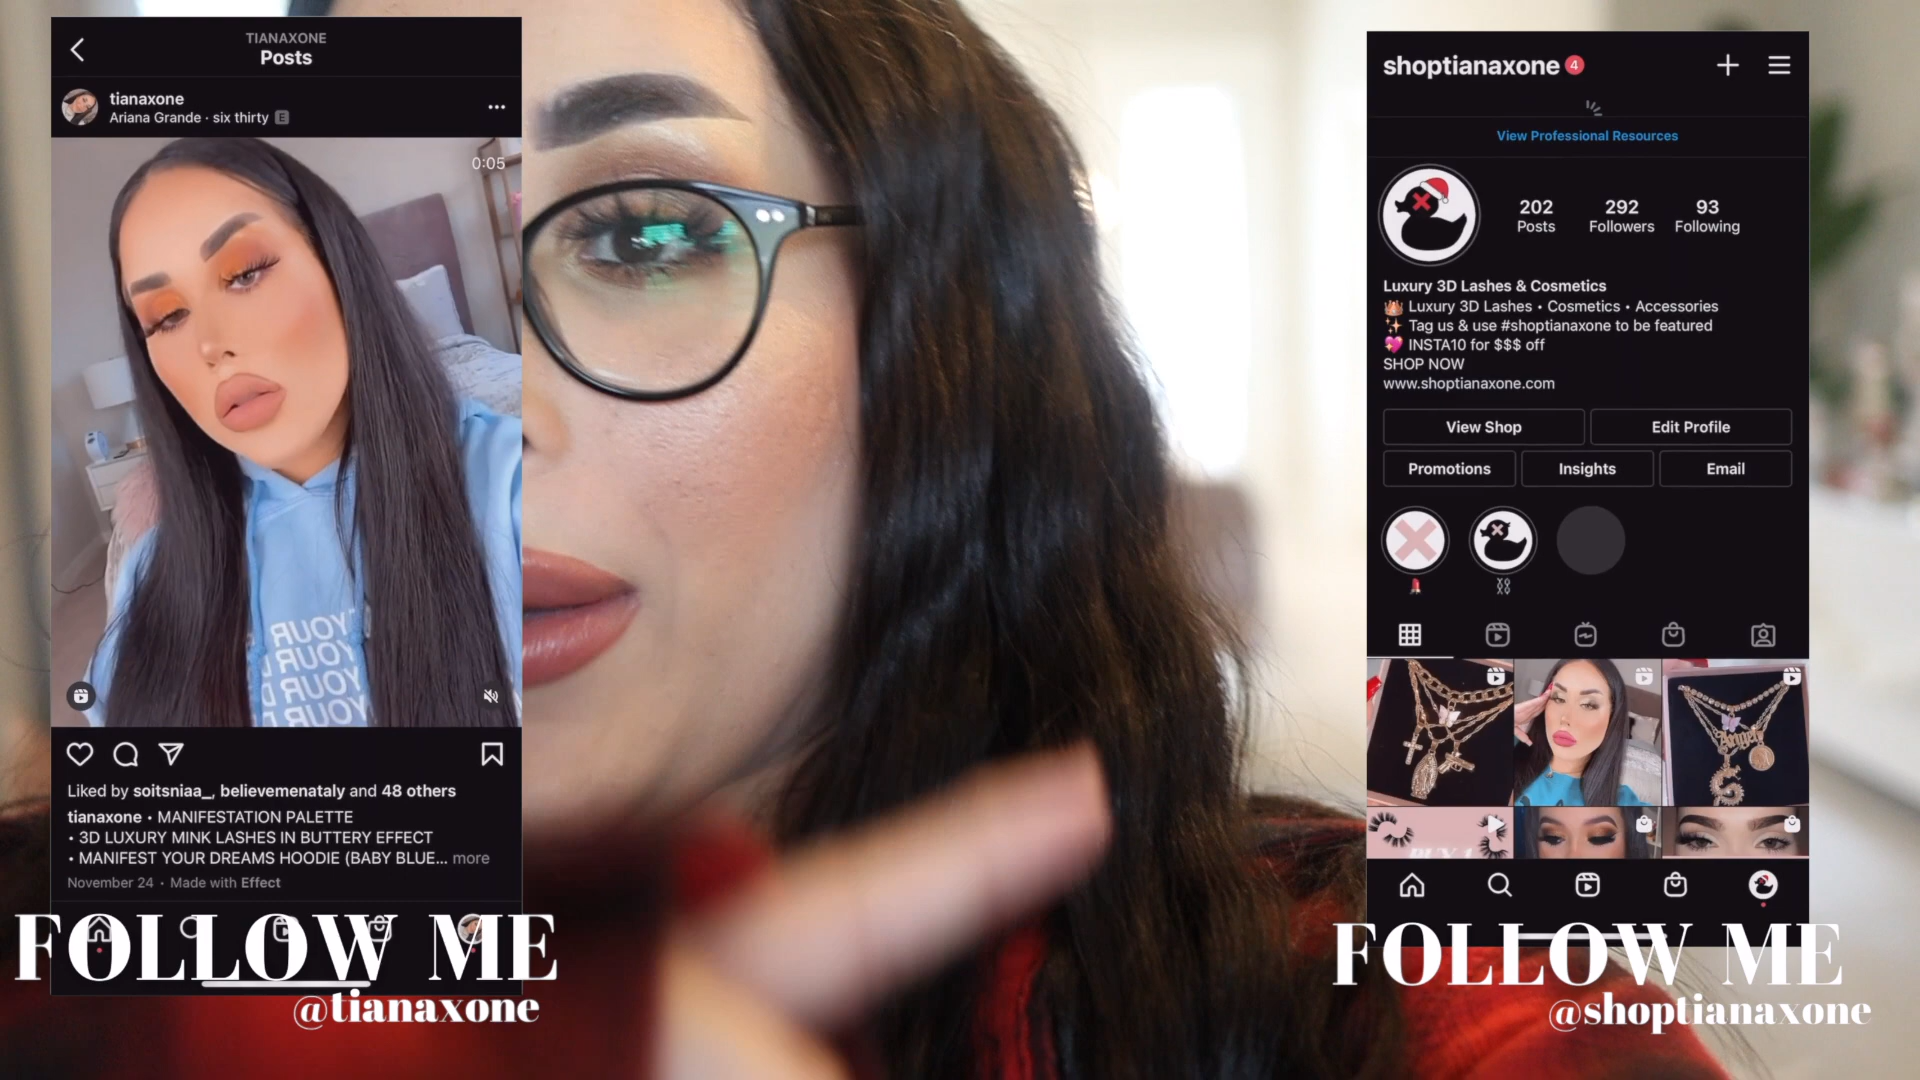 TIANAXONE
Posts
tianaxone
Ariana Grande · six thirty E
0:05
Liked by soitsniaa_, believemenataly and 48 others
tianaxone • MANIFESTATION PALETTE
• 3D LUXURY MINK LASHES IN BUTTERY EFFECT
• MANIFEST YOUR DREAMS HOODIE (BABY BLUE... more
November 24 • Made with Effect
FOLLOW ME
@tianaxone
shoptianaxone 4
View Professional Resources
202 292 93
Posts Followers Following
Luxury 3D Lashes & Cosmetics
Luxury 3D Lashes • Cosmetics • Accessories
Tag us & use #shoptianaxone to be featured
INSTA10 for $$$ off
SHOP NOW
www.shoptianaxone.com
View Shop Edit Profile
Promotions Insights Email
Angel
FOLLOW ME
@shoptianaxone